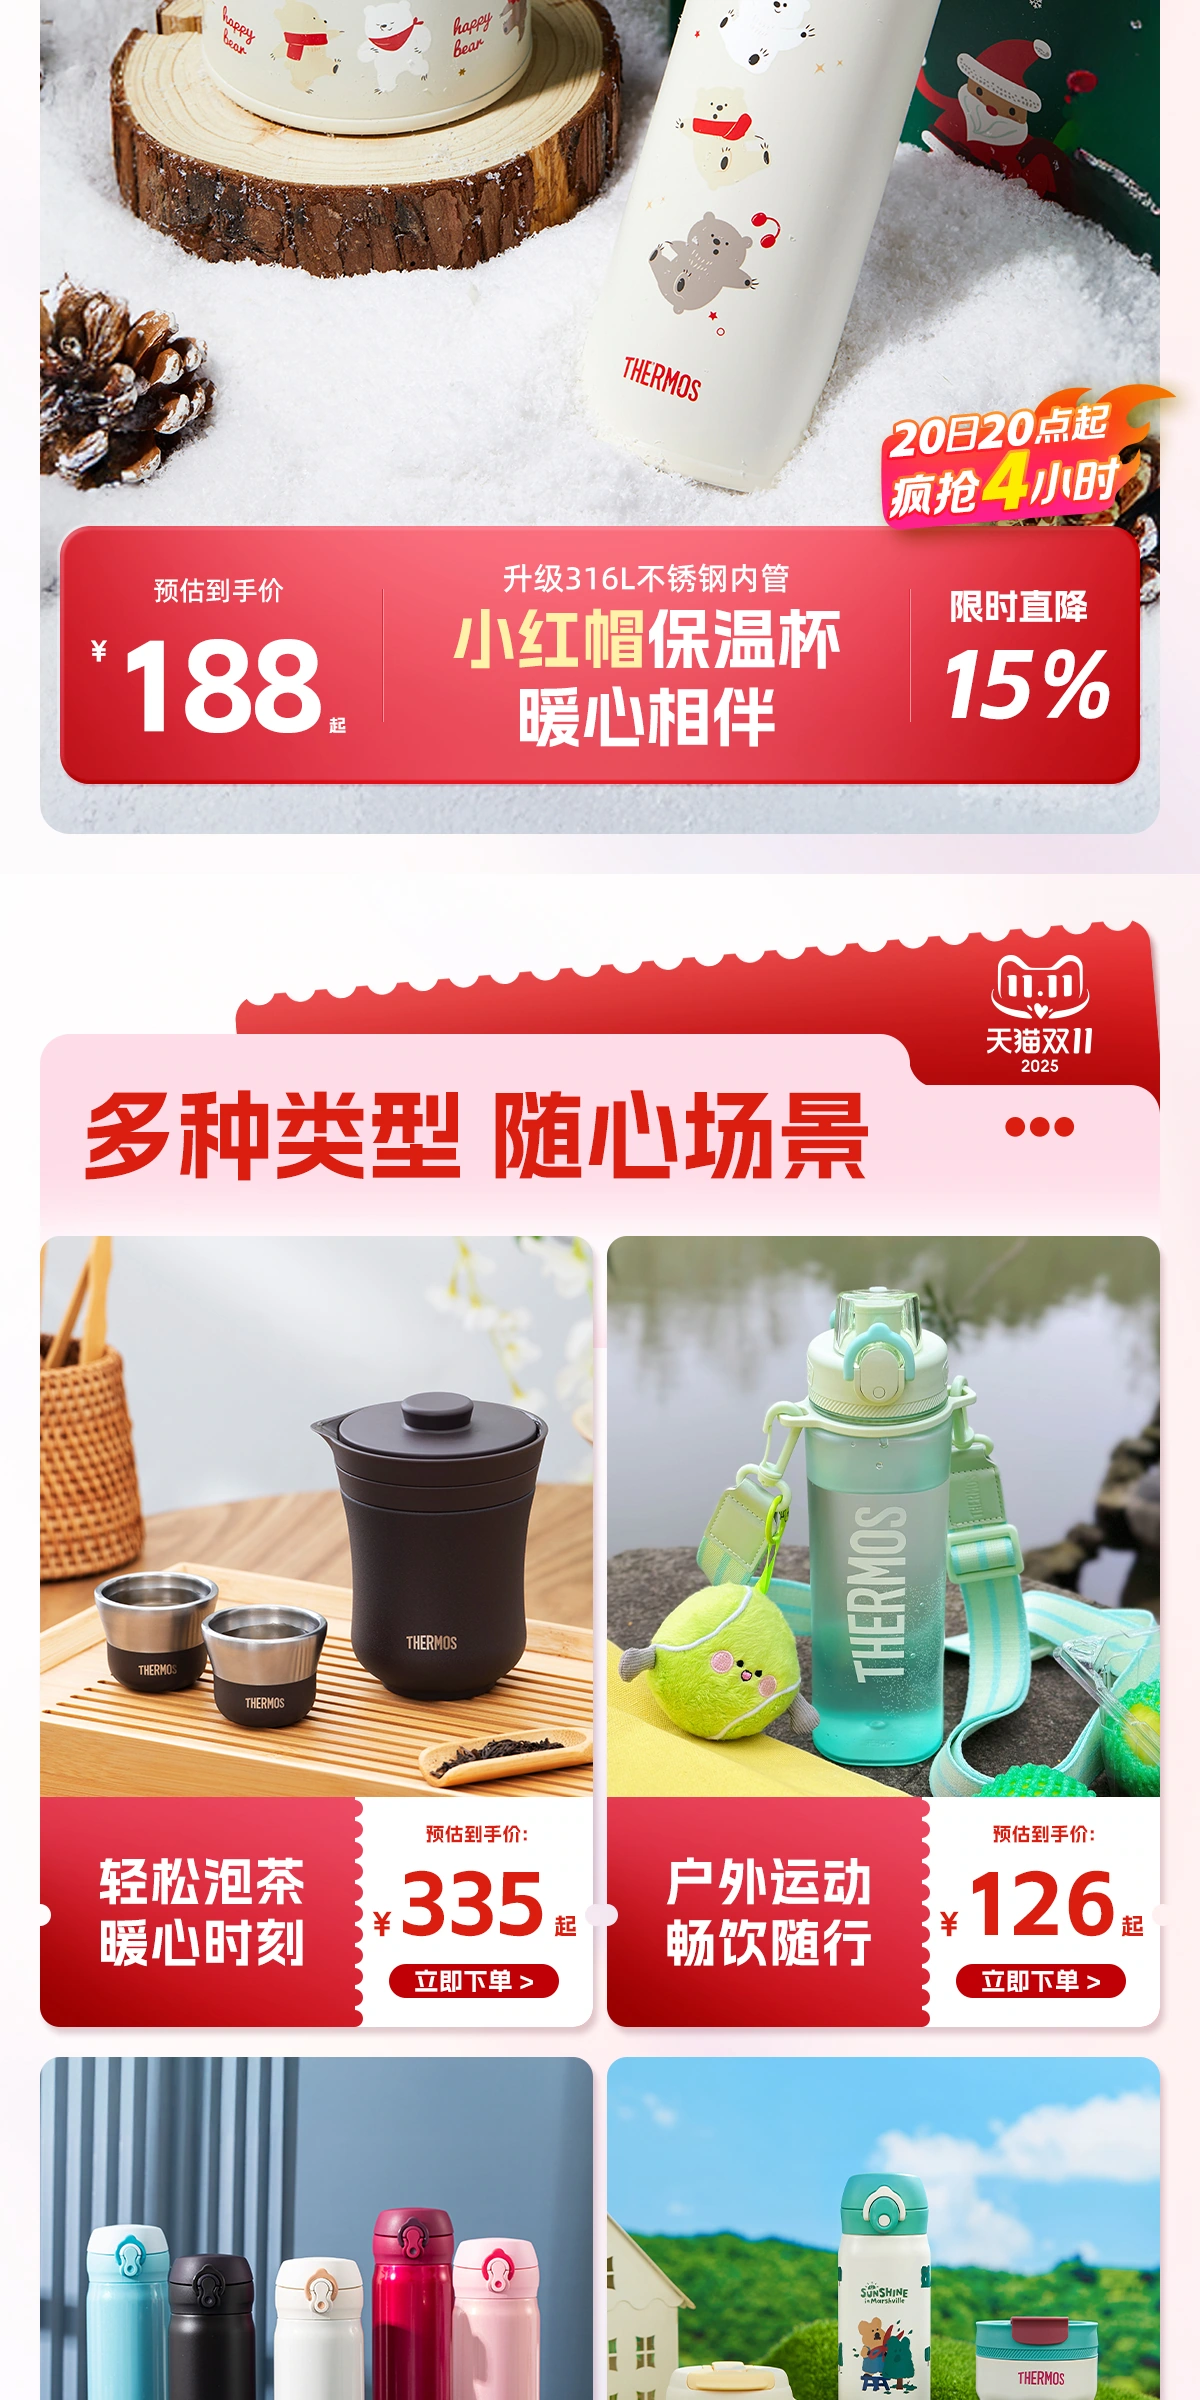 happy
bear
happy
bear
THERMOS
20日20点起
疯抢4小时
预估到手价
¥188起
升级316L不锈钢内管
小红帽保温杯
暖心相伴
限时直降
15%
11.11
天猫双11
2025
多种类型 随心场景
THERMOS
THERMOS
THERMOS
THERMOS
轻松泡茶
暖心时刻
预估到手价:
¥335起
立即下单 >
户外运动
畅饮随行
预估到手价:
¥126起
立即下单 >
SUNSHINE
in Marshville
THERMOS